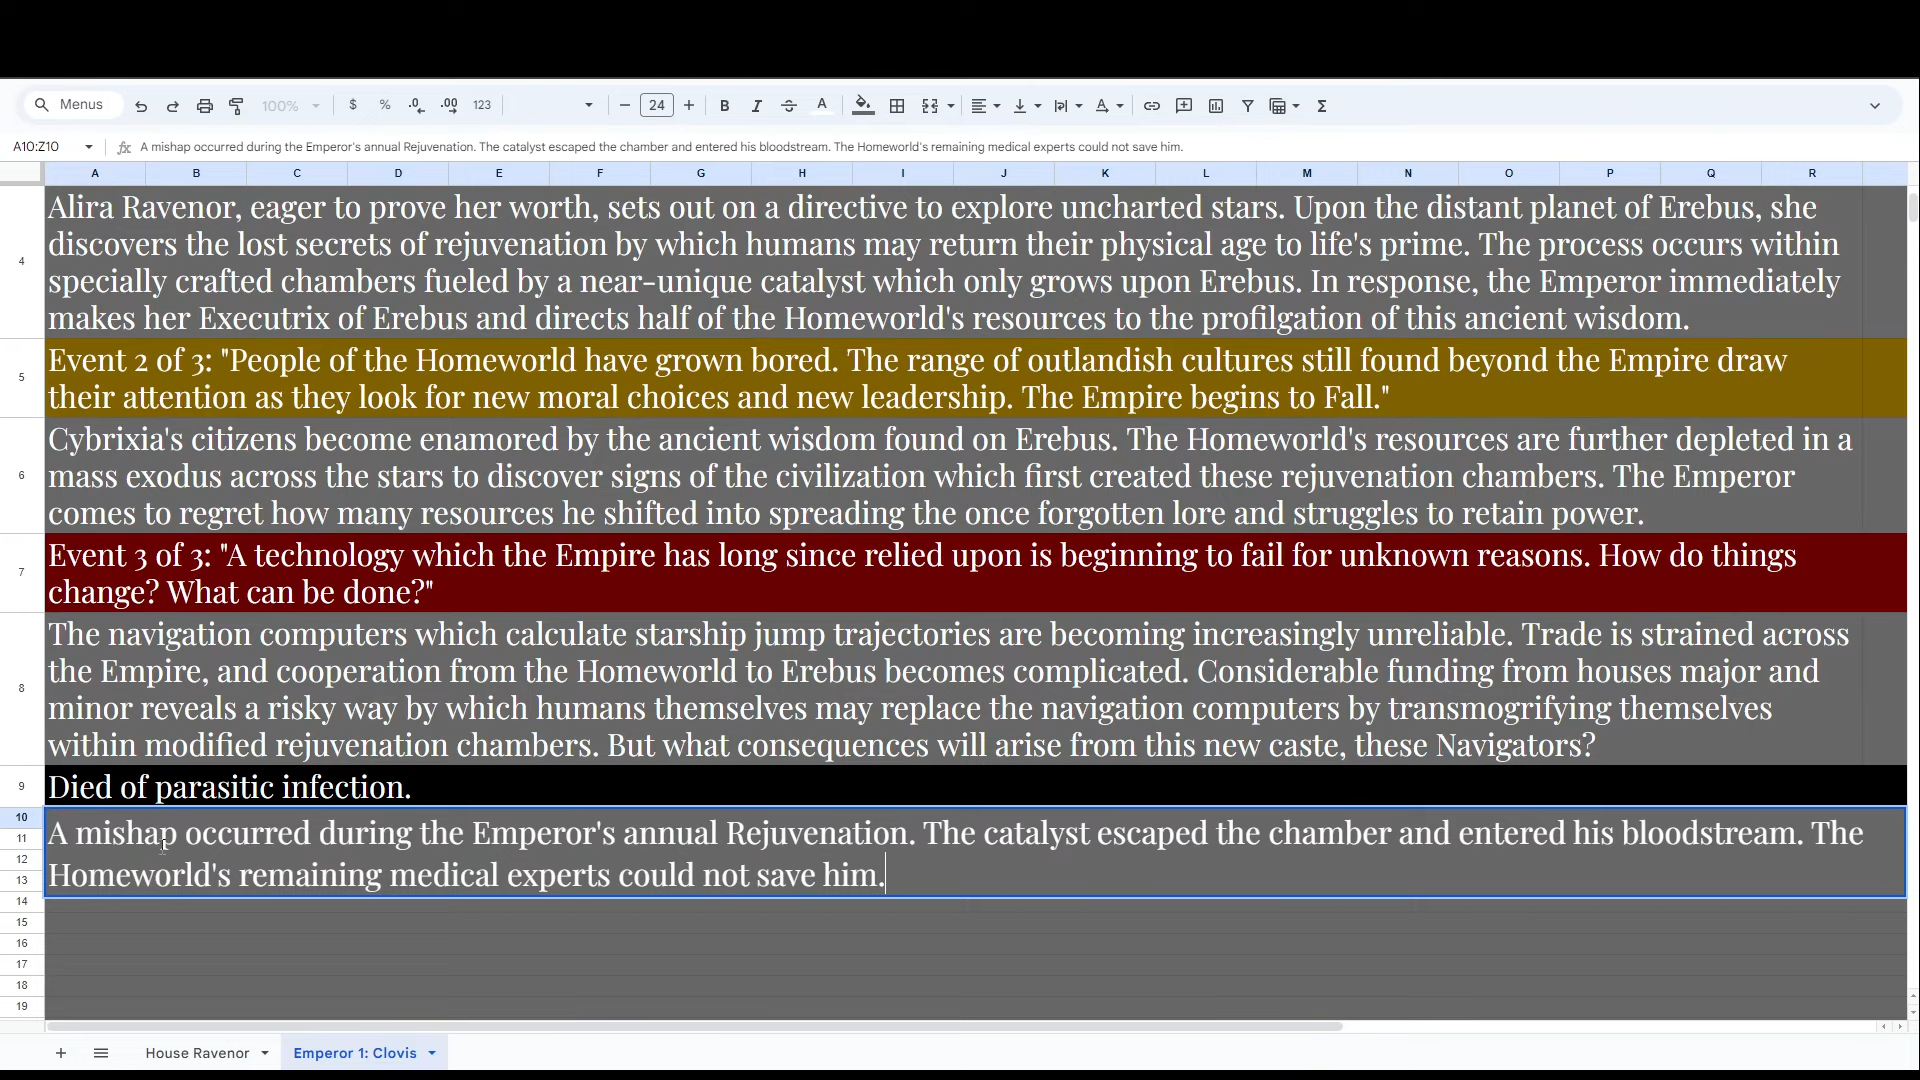 Menus 100% $ % .0 .00 123 24 B I A Σ
A10:Z10 fx A mishap occurred during the Emperor's annual Rejuvenation. The catalyst escaped the chamber and entered his bloodstream. The Homeworld's remaining medical experts could not save him.
A B C D E F G H I J K L M N O P Q R
Alira Ravenor, eager to prove her worth, sets out on a directive to explore uncharted stars. Upon the distant planet of Erebus, she
discovers the lost secrets of rejuvenation by which humans may return their physical age to life's prime. The process occurs within
4
specially crafted chambers fueled by a near-unique catalyst which only grows upon Erebus. In response, the Emperor immediately
makes her Executrix of Erebus and directs half of the Homeworld's resources to the profilgation of this ancient wisdom.
Event 2 of 3: "People of the Homeworld have grown bored. The range of outlandish cultures still found beyond the Empire draw
5
their attention as they look for new moral choices and new leadership. The Empire begins to Fall."
Cybrixia's citizens become enamored by the ancient wisdom found on Erebus. The Homeworld's resources are further depleted in a
6 mass exodus across the stars to discover signs of the civilization which first created these rejuvenation chambers. The Emperor
comes to regret how many resources he shifted into spreading the once forgotten lore and struggles to retain power.
Event 3 of 3: "A technology which the Empire has long since relied upon is beginning to fail for unknown reasons. How do things
7
change? What can be done?"
The navigation computers which calculate starship jump trajectories are becoming increasingly unreliable. Trade is strained across
the Empire, and cooperation from the Homeworld to Erebus becomes complicated. Considerable funding from houses major and
8
minor reveals a risky way by which humans themselves may replace the navigation computers by transmogrifying themselves
within modified rejuvenation chambers. But what consequences will arise from this new caste, these Navigators?
9 Died of parasitic infection.
10
A mishap occurred during the Emperor's annual Rejuvenation. The catalyst escaped the chamber and entered his bloodstream. The
11
12
Homeworld's remaining medical experts could not save him.
13
14
15
16
17
18
19
+ House Ravenor Emperor 1: Clovis